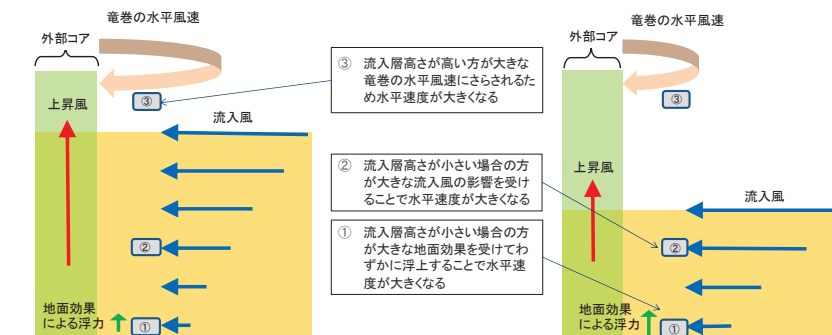 竜巻の水平風速
外部コア
上昇風
③
流入風
②
地面効果
による浮力
①
③ 流入層高さが高い方が大きな
竜巻の水平風速にさらされるた
め水平速度が大きくなる
② 流入層高さが小さい場合の方
が大きな流入風の影響を受け
ることで水平速度が大きくなる
① 流入層高さが小さい場合の方
が大きな地面効果を受けてわ
ずかに浮上することで水平速
度が大きくなる
竜巻の水平風速
外部コア
③
上昇風
流入風
②
地面効果
による浮力
①